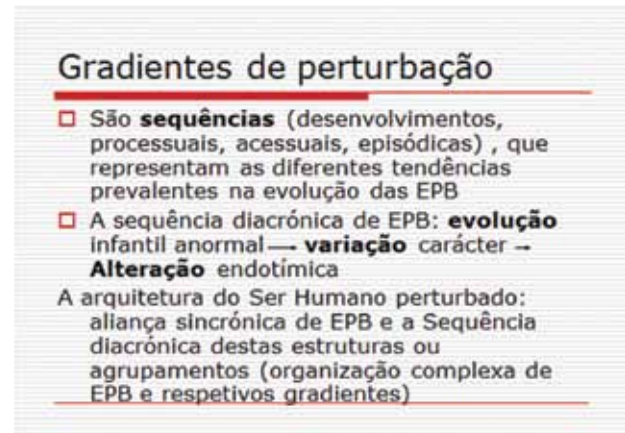 Gradientes de perturbação
São sequências (desenvolvimentos,
processuais, acessuais, episódicas) , que
representam as diferentes tendências
prevalentes na evolução das EPB
A sequência diacrónica de EPB: evolução
infantil anormal → variação carácter →
Alteração endotímica
A arquitetura do Ser Humano perturbado:
aliança sincrónica de EPB e a Sequência
diacrónica destas estruturas ou
agrupamentos (organização complexa de
EPB e respetivos gradientes)